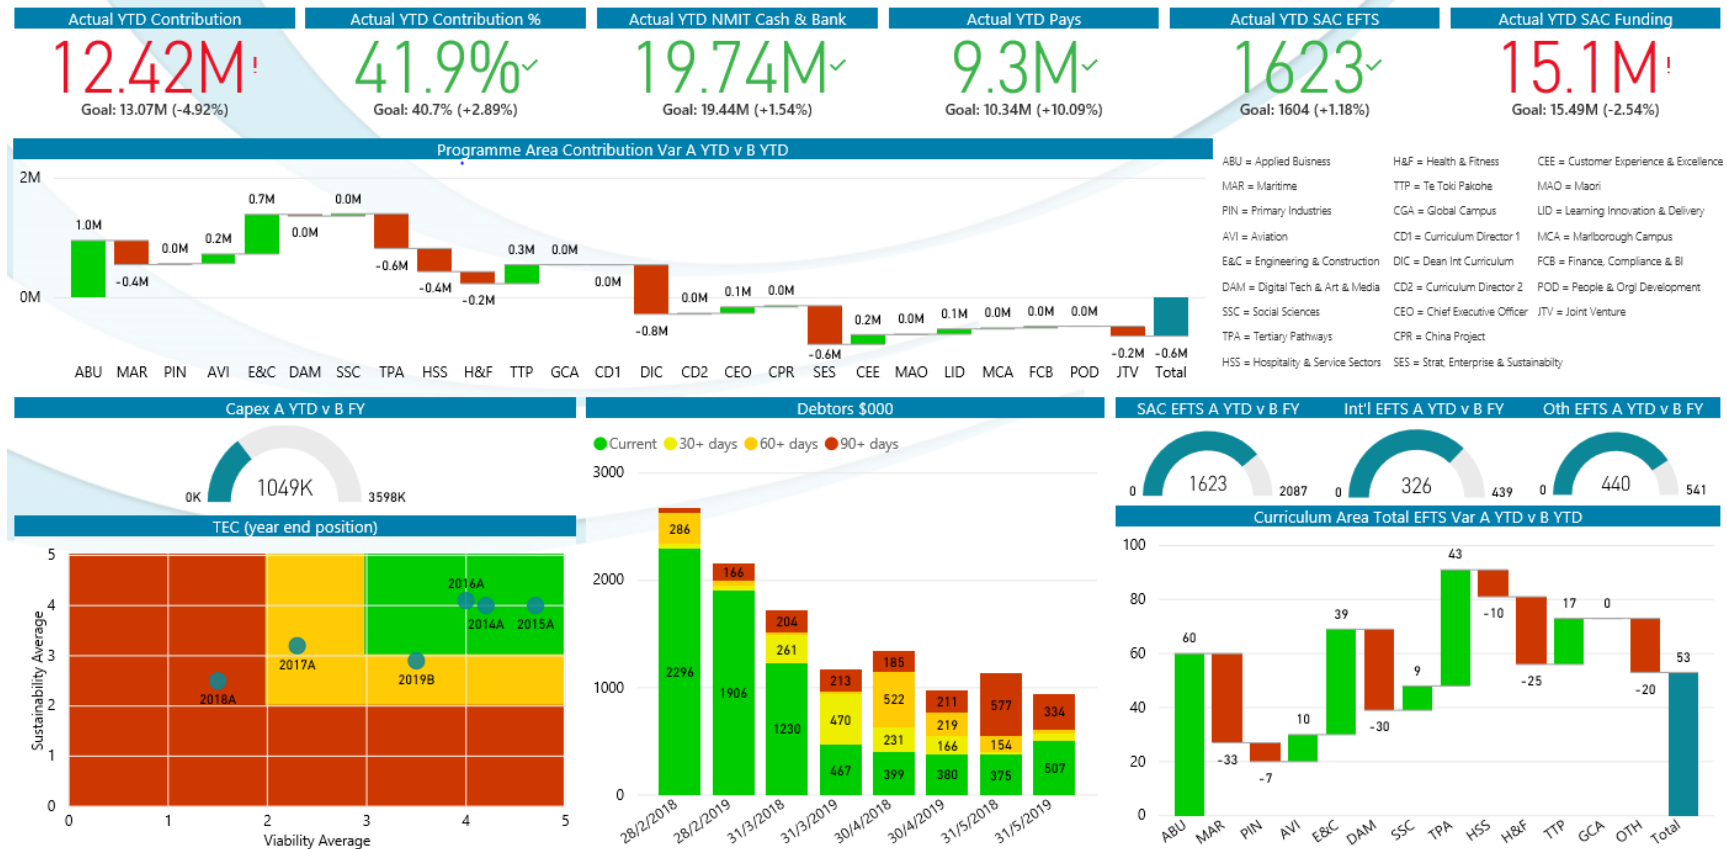 Actual YTD Contribution
Actual YTD Contribution %
Actual YTD NMIT Cash & Bank
Actual YTD Pays
Actual YTD SAC EFTS
Actual YTD SAC Funding
12.42M!
41.9%
19.74M
9.3M
1623
15.1M!
Goal: 13.07M (-4.92%)
Goal: 40.7% (+2.89%)
Goal: 19.44M (+1.54%)
Goal: 10.34M (+10.09%)
Goal: 1604 (+1.18%)
Goal: 15.49M (-2.54%)
Programme Area Contribution Var A YTD v B YTD
2M
0M
1.0M
-0.4M
0.0M
0.2M
0.7M
0.0M
0.0M
-0.6M
-0.4M
-0.2M
0.3M
0.0M
0.0M
-0.8M
0.0M
0.1M
0.0M
-0.6M
0.2M
0.0M
0.1M
0.0M
0.0M
0.0M
-0.2M
-0.6M
ABU MAR PIN AVI E&C DAM SSC TPA HSS H&F TTP GCA CD1 DIC CD2 CEO CPR SES CEE MAO LID MCA FCB POD JTV Total
ABU = Applied Buisness
H&F = Health & Fitness
CEE = Customer Experience & Excellence
MAR = Maritime
TTP = Te Toki Pakohe
MAO = Maori
PIN = Primary Industries
CGA = Global Campus
LID = Learning Innovation & Delivery
AVI = Aviation
CD1 = Curriculum Director 1
MCA = Marlborough Campus
E&C = Engineering & Construction
DIC = Dean Int Curriculum
FCB = Finance, Compliance & BI
DAM = Digital Tech & Art & Media
CD2 = Curriculum Director 2
POD = People & Orgl Development
SSC = Social Sciences
CEO = Chief Executive Officer
JTV = Joint Venture
TPA = Tertiary Pathways
CPR = China Project
HSS = Hospitality & Service Sectors
SES = Strat, Enterprise & Sustainabilty
Capex A YTD v B FY
0K
1049K
3598K
TEC (year end position)
Sustainability Average
5
4
3
2
1
0
2016A
2014A
2015A
2017A
2019B
2018A
0 1 2 3 4 5
Viability Average
Debtors $000
Current 30+ days 60+ days 90+ days
3000
2000
1000
0
286
2296
166
1906
204
261
1230
213
470
467
185
522
231
399
211
219
166
380
577
154
375
334
507
28/2/2018 28/2/2019 31/3/2018 31/3/2019 30/4/2018 30/4/2019 31/5/2018 31/5/2019
SAC EFTS A YTD v B FY
Int'l EFTS A YTD v B FY
Oth EFTS A YTD v B FY
0
1623
2087
0
326
439
0
440
541
Curriculum Area Total EFTS Var A YTD v B YTD
100
80
60
40
20
0
60
-33
-7
10
39
-30
9
43
-10
-25
17
0
-20
53
ABU MAR PIN AVI E&C DAM SSC TPA HSS H&F TTP GCA OTH Total